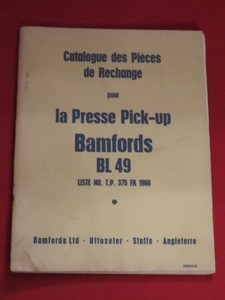 Catalogue des Pièces
de Rechange
pour
la Presse Pick-up
Bamfords
BL 49
LISTE NO. T.P. 375 FR 1966
Bamfords Ltd · Uttoxeter · Staffs · Angleterre